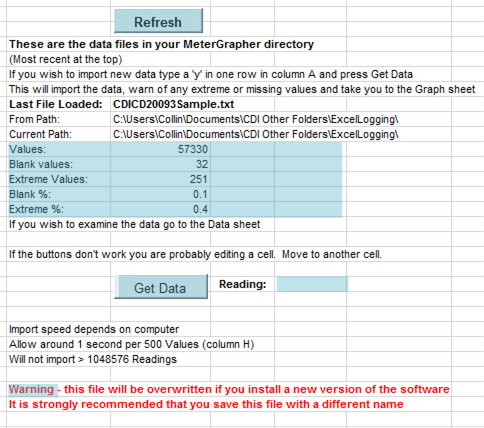 Refresh
These are the data files in your MeterGrapher directory
(Most recent at the top)
If you wish to import new data type a 'y' in one row in column A and press Get Data
This will import the data, warn of any extreme or missing values and take you to the Graph sheet
Last File Loaded: CDICD20093Sample.txt
From Path: C:\Users\Collin\Documents\CDI Other Folders\ExcelLogging\
Current Path: C:\Users\Collin\Documents\CDI Other Folders\ExcelLogging\
Values: 57330
Blank values: 32
Extreme Values: 251
Blank %: 0.1
Extreme %: 0.4
If you wish to examine the data go to the Data sheet
If the buttons don't work you are probably editing a cell. Move to another cell.
Get Data Reading:
Import speed depends on computer
Allow around 1 second per 500 Values (column H)
Will not import > 1048576 Readings
Warning - this file will be overwritten if you install a new version of the software
It is strongly recommended that you save this file with a different name